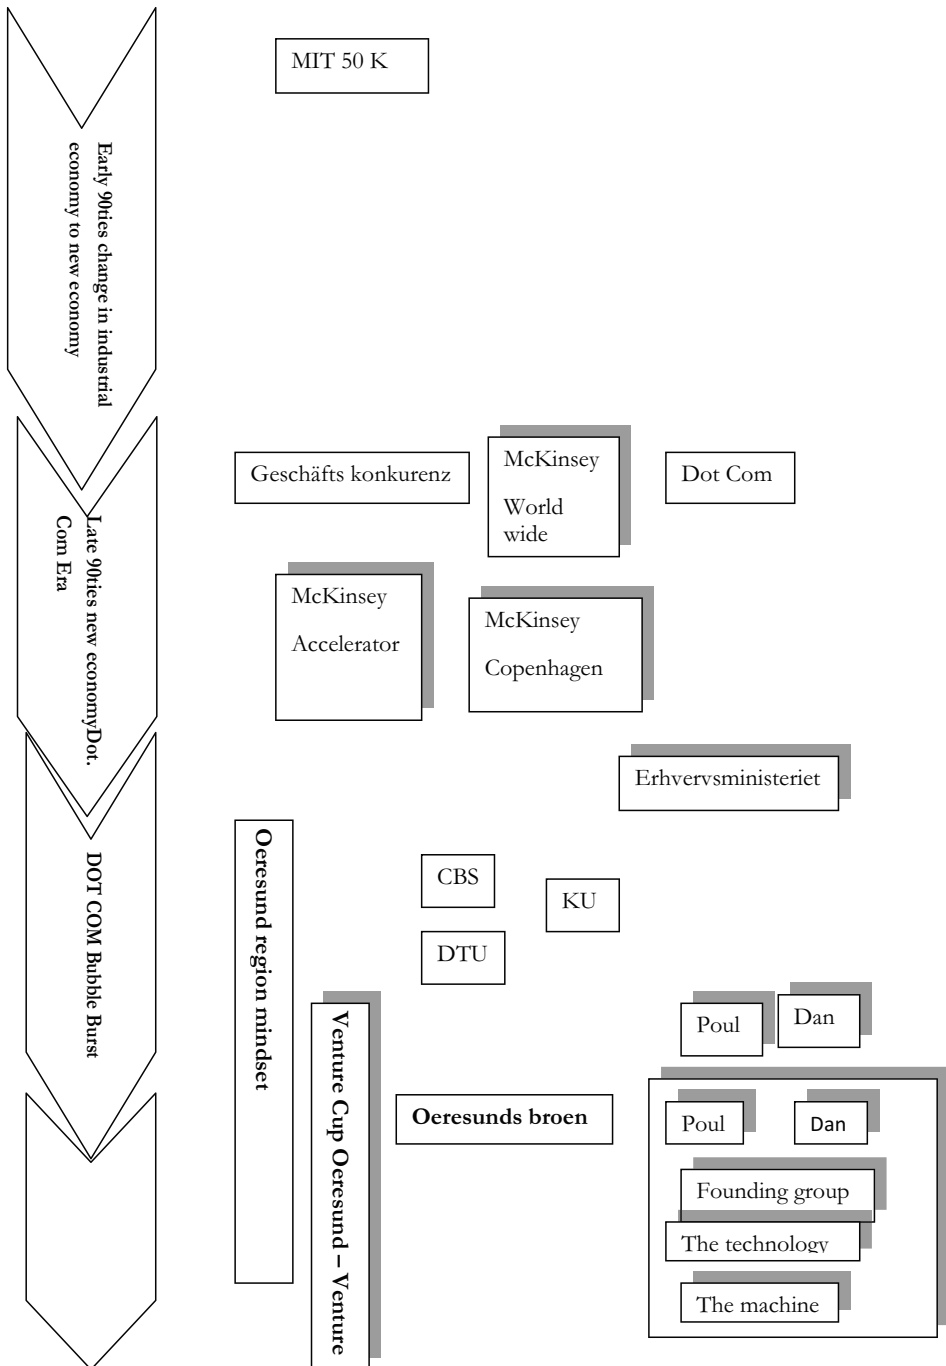 MIT 50 K
Early 90ties change in industrial
economy to new economy
Geschäfts konkurenz
McKinsey
World
wide
Dot Com
Late 90ties new economyDot.
Com Era
McKinsey
Accelerator
McKinsey
Copenhagen
Erhvervsministeriet
DOT COM Bubble Burst
Oeresund region mindset
CBS
KU
DTU
Venture Cup Oeresund – Venture
Poul
Dan
Oeresunds broen
Poul
Dan
Founding group
The technology
The machine